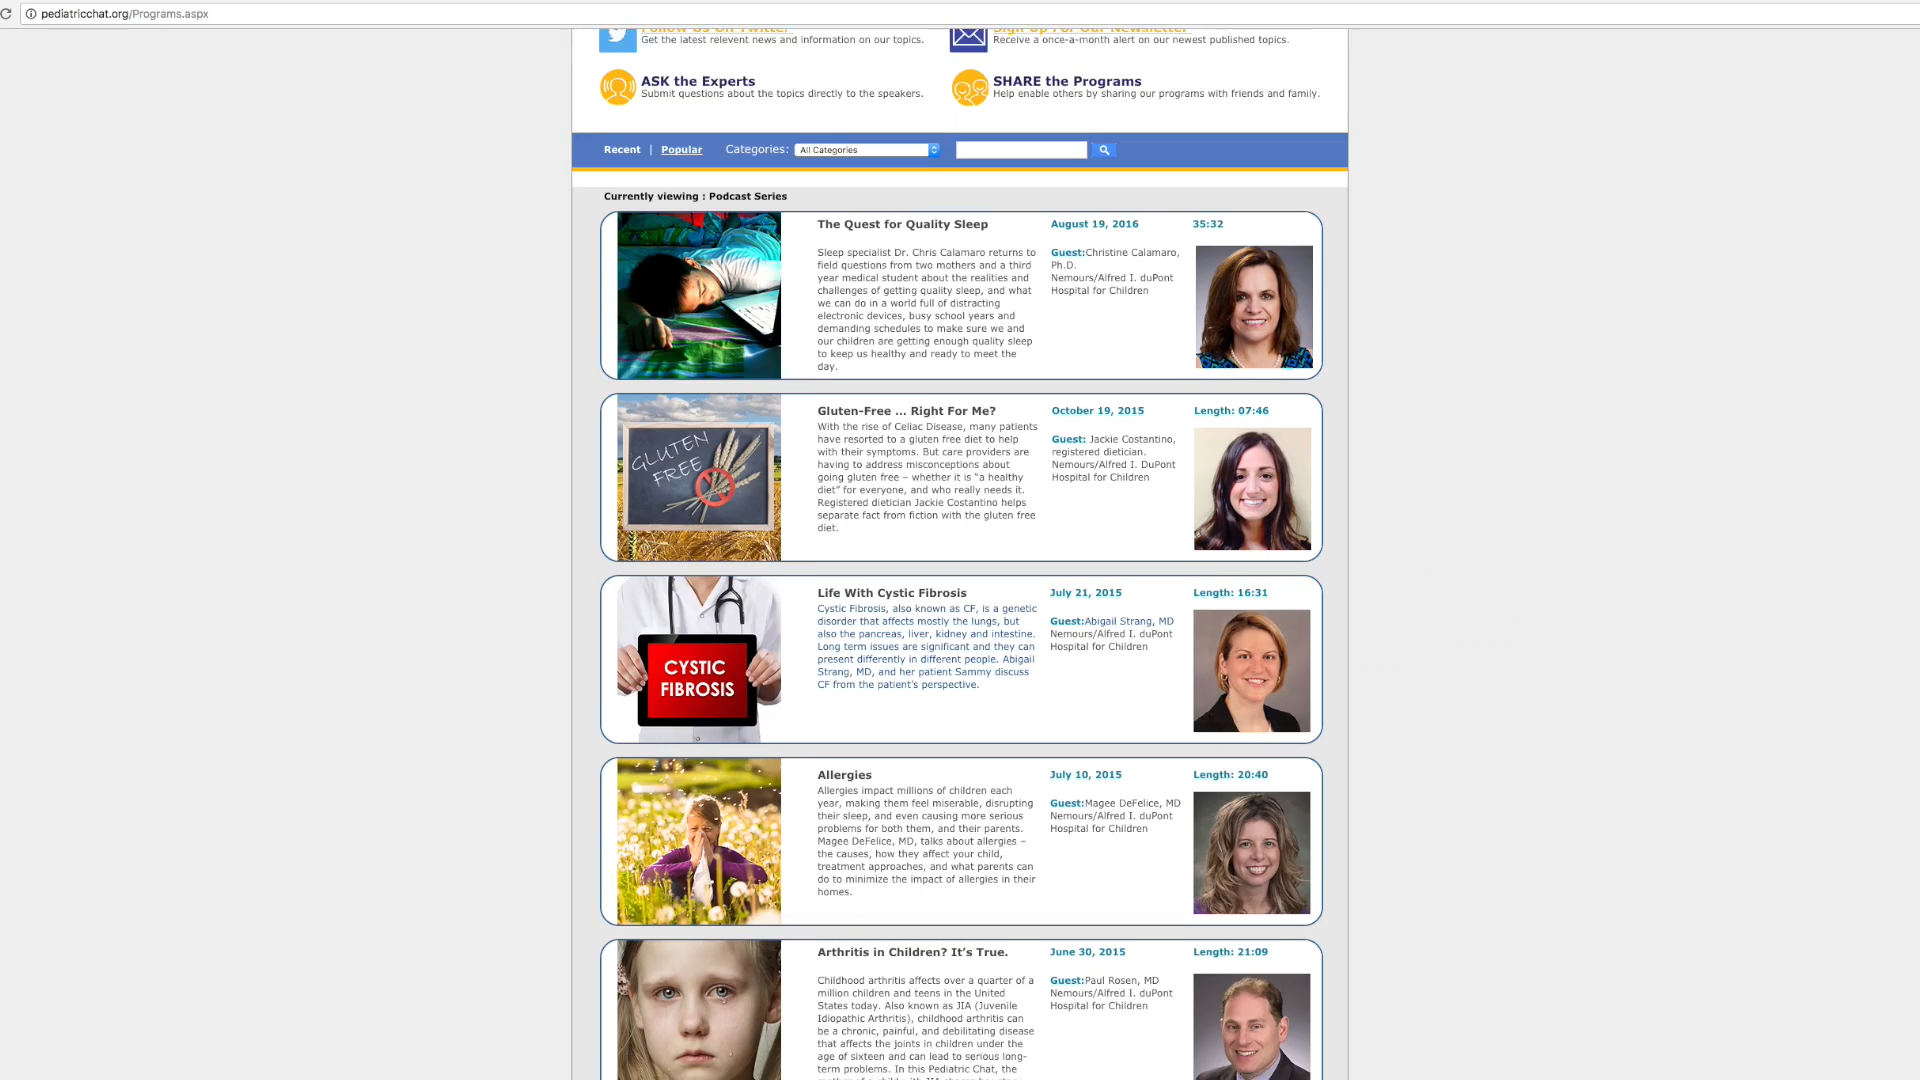 pediatricchat.org/Programs.aspx
Follow Us On Twitter
Get the latest relevent news and information on our topics.
Sign Up For Our Newsletter
Receive a once-a-month alert on our newest published topics.
ASK the Experts
Submit questions about the topics directly to the speakers.
SHARE the Programs
Help enable others by sharing our programs with friends and family.
Recent | Popular Categories: All Categories
Currently viewing : Podcast Series
The Quest for Quality Sleep
Sleep specialist Dr. Chris Calamaro returns to
field questions from two mothers and a third
year medical student about the realities and
challenges of getting quality sleep, and what
we can do in a world full of distracting
electronic devices, busy school years and
demanding schedules to make sure we and
our children are getting enough quality sleep
to keep us healthy and ready to meet the
day.
August 19, 2016
Guest:Christine Calamaro,
Ph.D.
Nemours/Alfred I. duPont
Hospital for Children
35:32
GLUTEN
FREE
Gluten-Free ... Right For Me?
With the rise of Celiac Disease, many patients
have resorted to a gluten free diet to help
with their symptoms. But care providers are
having to address misconceptions about
going gluten free – whether it is “a healthy
diet” for everyone, and who really needs it.
Registered dietician Jackie Costantino helps
separate fact from fiction with the gluten free
diet.
October 19, 2015
Guest: Jackie Costantino,
registered dietician.
Nemours/Alfred I. DuPont
Hospital for Children
Length: 07:46
CYSTIC
FIBROSIS
Life With Cystic Fibrosis
Cystic Fibrosis, also known as CF, is a genetic
disorder that affects mostly the lungs, but
also the pancreas, liver, kidney and intestine.
Long term issues are significant and they can
present differently in different people. Abigail
Strang, MD, and her patient Sammy discuss
CF from the patient’s perspective.
July 21, 2015
Guest:Abigail Strang, MD
Nemours/Alfred I. duPont
Hospital for Children
Length: 16:31
Allergies
Allergies impact millions of children each
year, making them feel miserable, disrupting
their sleep, and even causing more serious
problems for both them, and their parents.
Magee DeFelice, MD, talks about allergies –
the causes, how they affect your child,
treatment approaches, and what parents can
do to minimize the impact of allergies in their
homes.
July 10, 2015
Guest:Magee DeFelice, MD
Nemours/Alfred I. duPont
Hospital for Children
Length: 20:40
Arthritis in Children? It’s True.
Childhood arthritis affects over a quarter of a
million children and teens in the United
States today. Also known as JIA (Juvenile
Idiopathic Arthritis), childhood arthritis can
be a chronic, painful, and debilitating disease
that affects the joints in children under the
age of sixteen and can lead to serious long-
term problems. In this Pediatric Chat, the
June 30, 2015
Guest:Paul Rosen, MD
Nemours/Alfred I. duPont
Hospital for Children
Length: 21:09